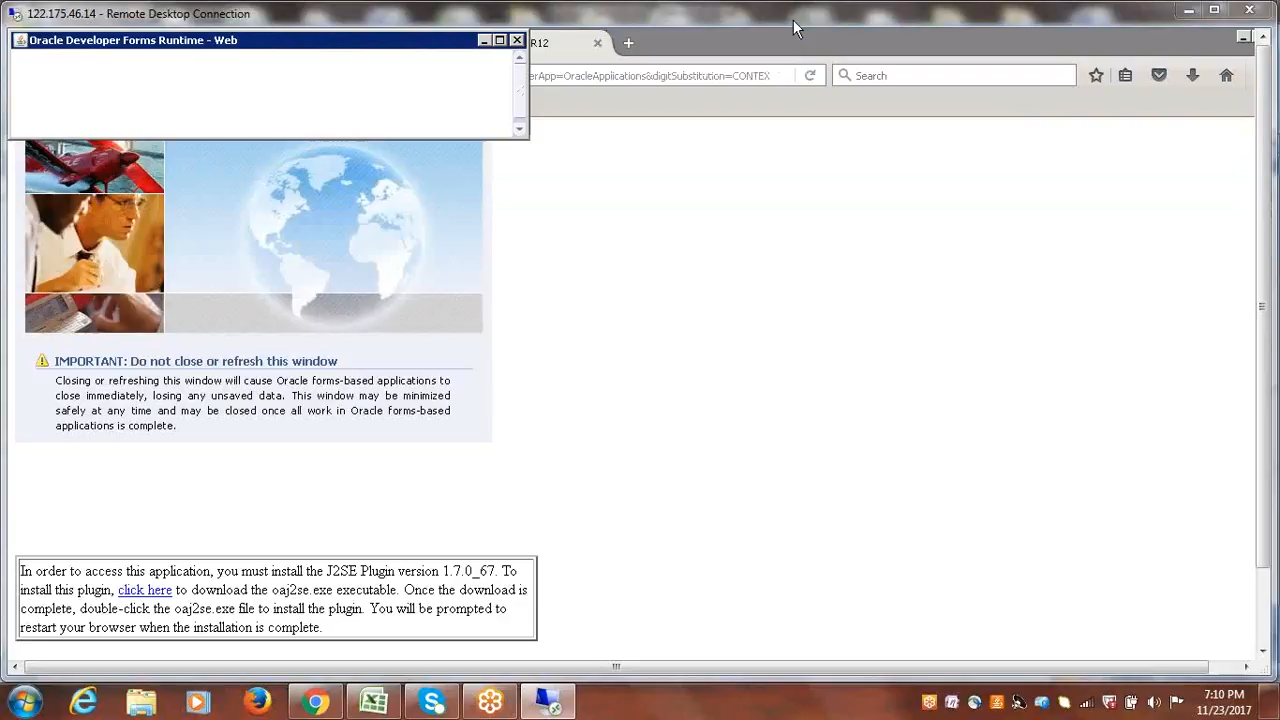 122.175.46.14 - Remote Desktop Connection
Oracle Developer Forms Runtime - Web
R12
erApp=OracleApplications&digitSubstitution=CONTEX
Search
IMPORTANT: Do not close or refresh this window
Closing or refreshing this window will cause Oracle forms-based applications to
close immediately, losing any unsaved data. This window may be minimized
safely at any time and may be closed once all work in Oracle forms-based
applications is complete.
In order to access this application, you must install the J2SE Plugin version 1.7.0_67. To
install this plugin, click here to download the oaj2se.exe executable. Once the download is
complete, double-click the oaj2se.exe file to install the plugin. You will be prompted to
restart your browser when the installation is complete.
7:10 PM
11/23/2017